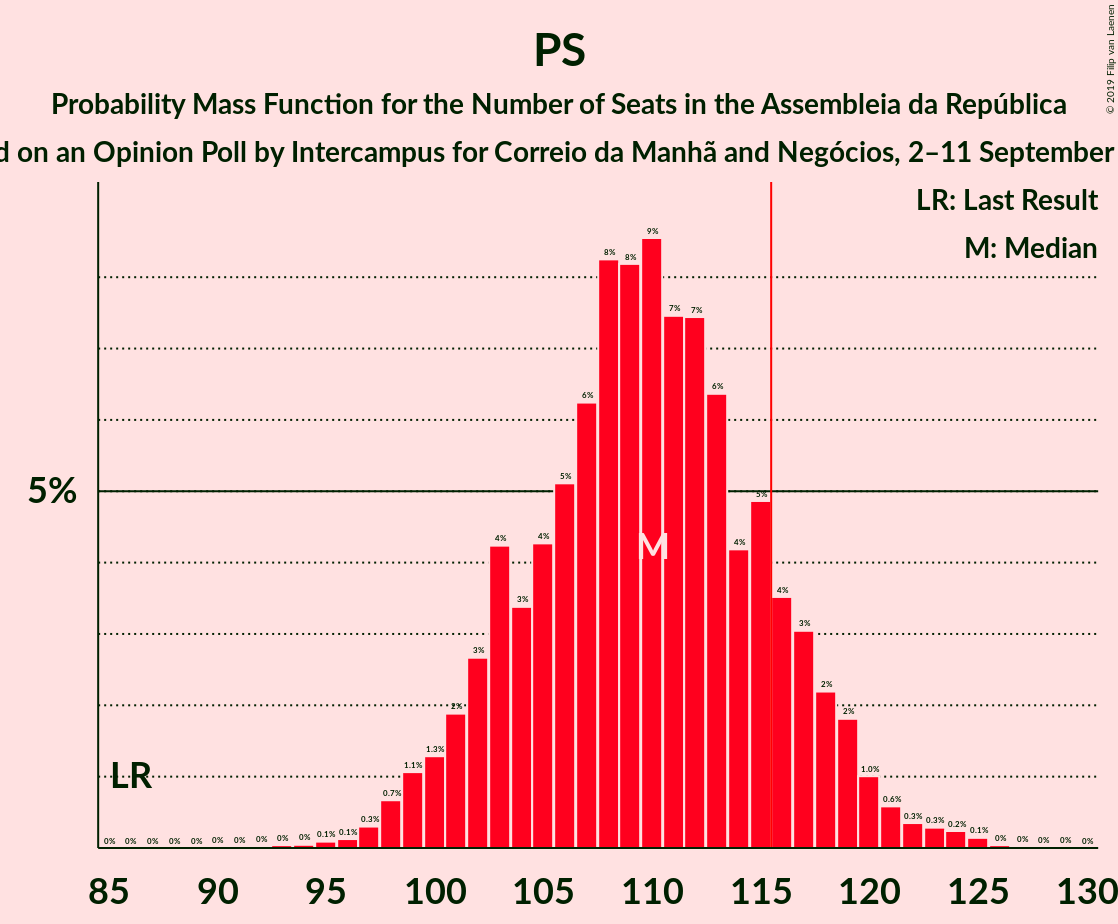 PS
Probability Mass Function for the Number of Seats in the Assembleia da República
on an Opinion Poll by Intercampus for Correio da Manhã and Negócios, 2–11 September
© 2019 Filip van Laenen
LR: Last Result
M: Median
5%
LR
M
0% 0% 0% 0% 0% 0% 0% 0% 0% 0% 0.1% 0.1% 0.3% 0.7% 1.1% 1.3% 2% 3% 4% 3% 4% 5% 6% 8% 8% 9% 7% 7% 6% 4% 5% 4% 3% 2% 2% 1.0% 0.6% 0.3% 0.3% 0.2% 0.1% 0% 0% 0% 0% 0%
85 90 95 100 105 110 115 120 125 130